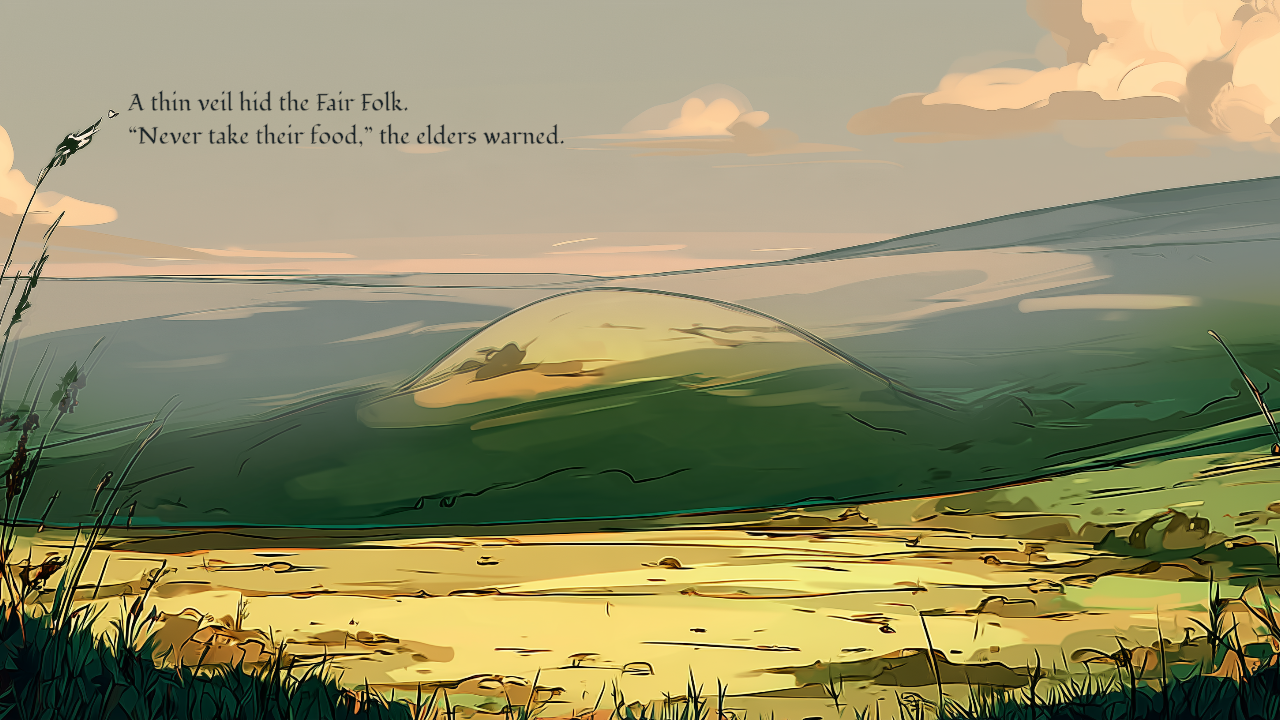 A thin veil hid the Fair Folk.
“Never take their food,” the elders warned.